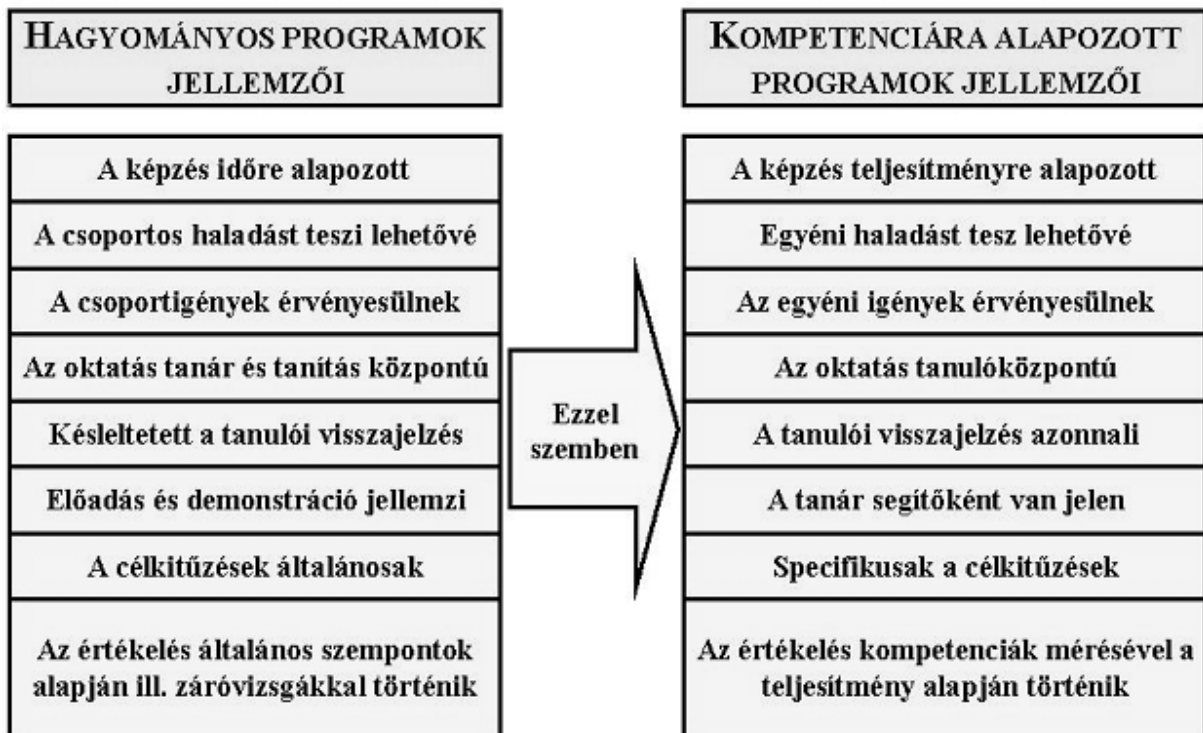 HAGYOMÁNYOS PROGRAMOK
JELLEMZŐI
A képzés időre alapozott
A csoportos haladást teszi lehetővé
A csoportigények érvényesülnek
Az oktatás tanár és tanítás központú
Késleltetett a tanulói visszajelzés
Előadás és demonstráció jellemzi
A célkitűzések általánosak
Az értékelés általános szempontok
alapján ill. záróvizsgákkal történik
Ezzel
szemben
KOMPETENCIÁRA ALAPOZOTT
PROGRAMOK JELLEMZŐI
A képzés teljesítményre alapozott
Egyéni haladást tesz lehetővé
Az egyéni igények érvényesülnek
Az oktatás tanulóközpontú
A tanulói visszajelzés azonnali
A tanár segítőként van jelen
Specifikusak a célkitűzések
Az értékelés kompetenciák mérésével a
teljesítmény alapján történik